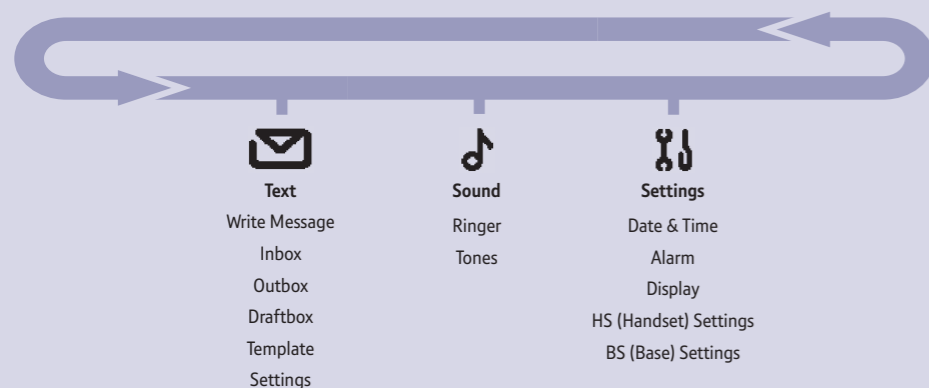 Text
Write Message
Inbox
Outbox
Draftbox
Template
Settings
Sound
Ringer
Tones
Settings
Date & Time
Alarm
Display
HS (Handset) Settings
BS (Base) Settings